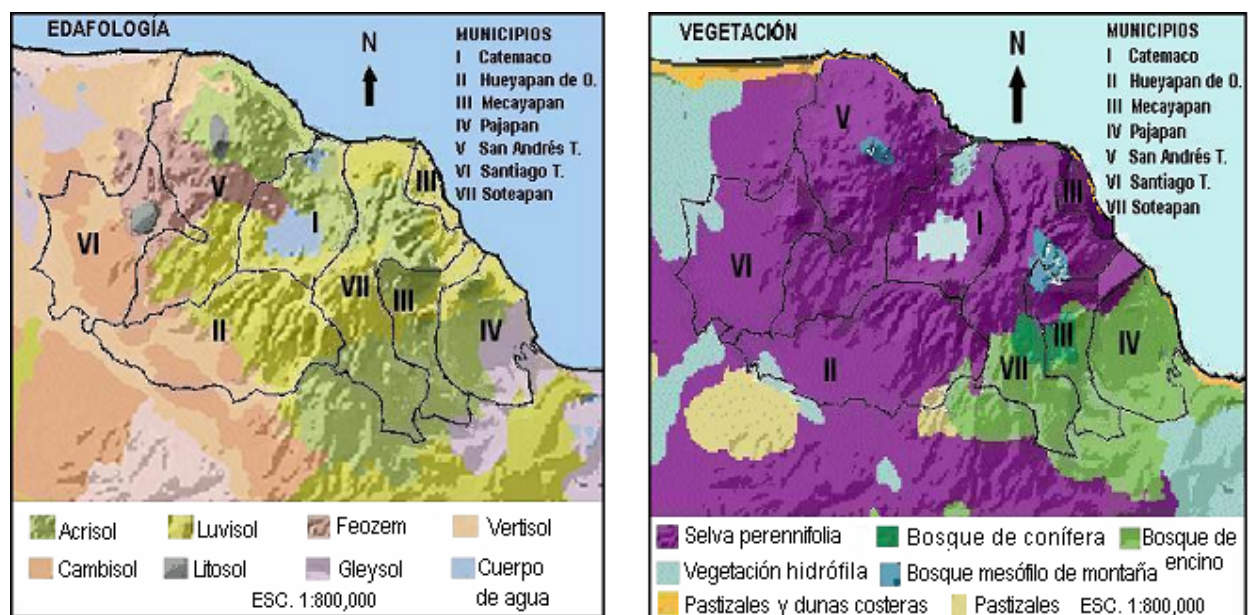 EDAFOLOGÍA
N
MUNICIPIOS
I Catemaco
II Hueyapan de O.
III Mecayapan
IV Pajapan
V San Andrés T.
VI Santiago T.
VII Soteapan
III
V
I
VI
VII
III
II
IV
Acrisol Luvisol Feozem Vertisol
Cambisol Litosol Gleysol Cuerpo
de agua
ESC. 1:800,000
VEGETACIÓN
N
MUNICIPIOS
I Catemaco
II Hueyapan de O.
III Mecayapan
IV Pajapan
V San Andrés T.
VI Santiago T.
VII Soteapan
V
III
I
VI
III
IV
II
VII
Selva perennifolia Bosque de conífera Bosque de
encino
Vegetación hidrófila Bosque mesófilo de montaña
Pastizales y dunas costeras Pastizales ESC. 1:800,000